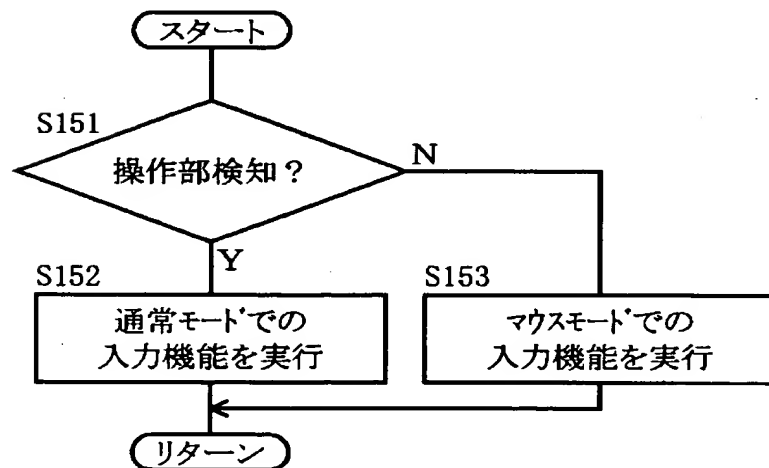 スタート
S151
操作部検知？
N
Y
S152
通常モードでの
入力機能を実行
S153
マウスモードでの
入力機能を実行
リターン